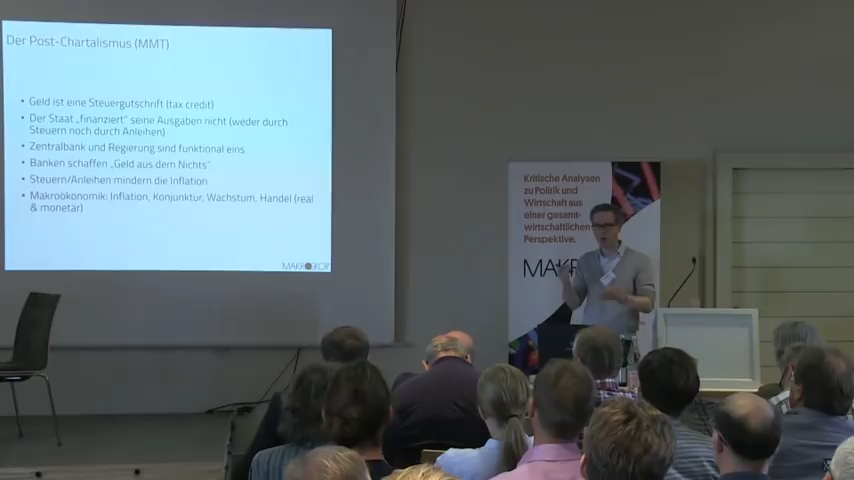 Der Post-Chartalismus (MMT)
• Geld ist eine Steuergutschrift (tax credit)
• Der Staat „finanziert“ seine Ausgaben nicht (weder durch
Steuern noch durch Anleihen)
• Zentralbank und Regierung sind funktional eins
• Banken schaffen „Geld aus dem Nichts“
• Steuern/Anleihen mindern die Inflation
• Makroökonomik: Inflation, Konjunktur, Wachstum, Handel (real
& monetär)
MAKROSKOP
Kritische Analysen
zu Politik und
Wirtschaft aus
einer gesamt-
wirtschaftlichen
Perspektive.
MAKR